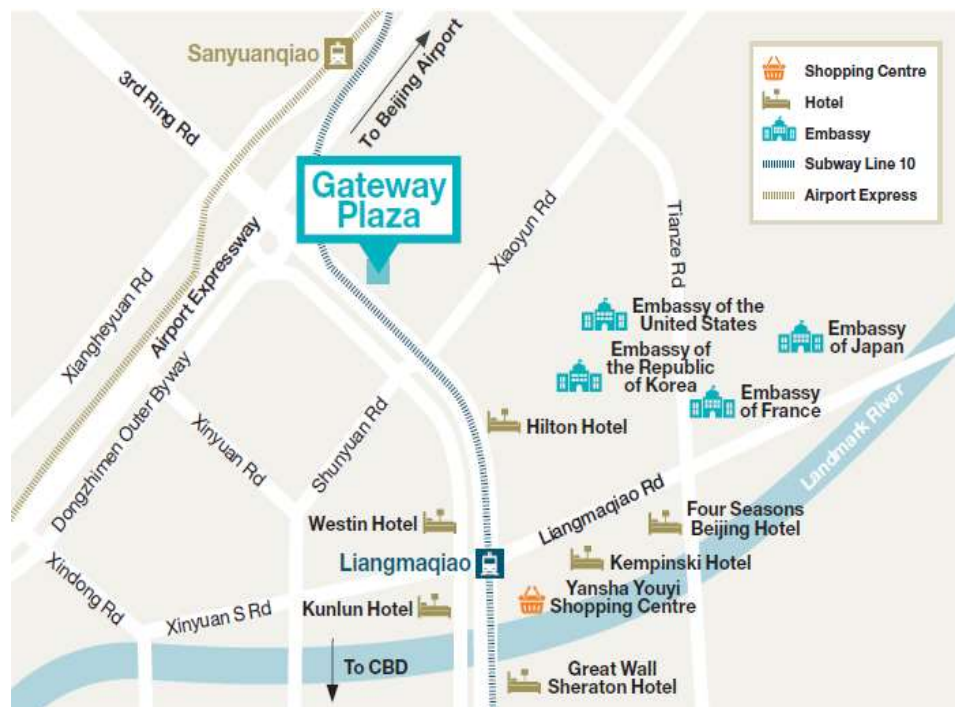 Sanyuanqiao
3rd Ring Rd
To Beijing Airport
Shopping Centre
Hotel
Embassy
Subway Line 10
Airport Express
Gateway
Plaza
Xiaoyun Rd
Tianze Rd
Xiangheyuan Rd
Airport Expressway
Dongzhimen Outer Byway
Embassy of the
United States
Embassy
of Japan
Embassy of
the Republic
of Korea
Embassy
of France
Landmark River
Xinyuan Rd
Shunyuan Rd
Hilton Hotel
Liangmaqiao Rd
Westin Hotel
Four Seasons
Beijing Hotel
Liangmaqiao
Kempinski Hotel
Xindong Rd
Xinyuan S Rd
Kunlun Hotel
Yansha Youyi
Shopping Centre
To CBD
Great Wall
Sheraton Hotel